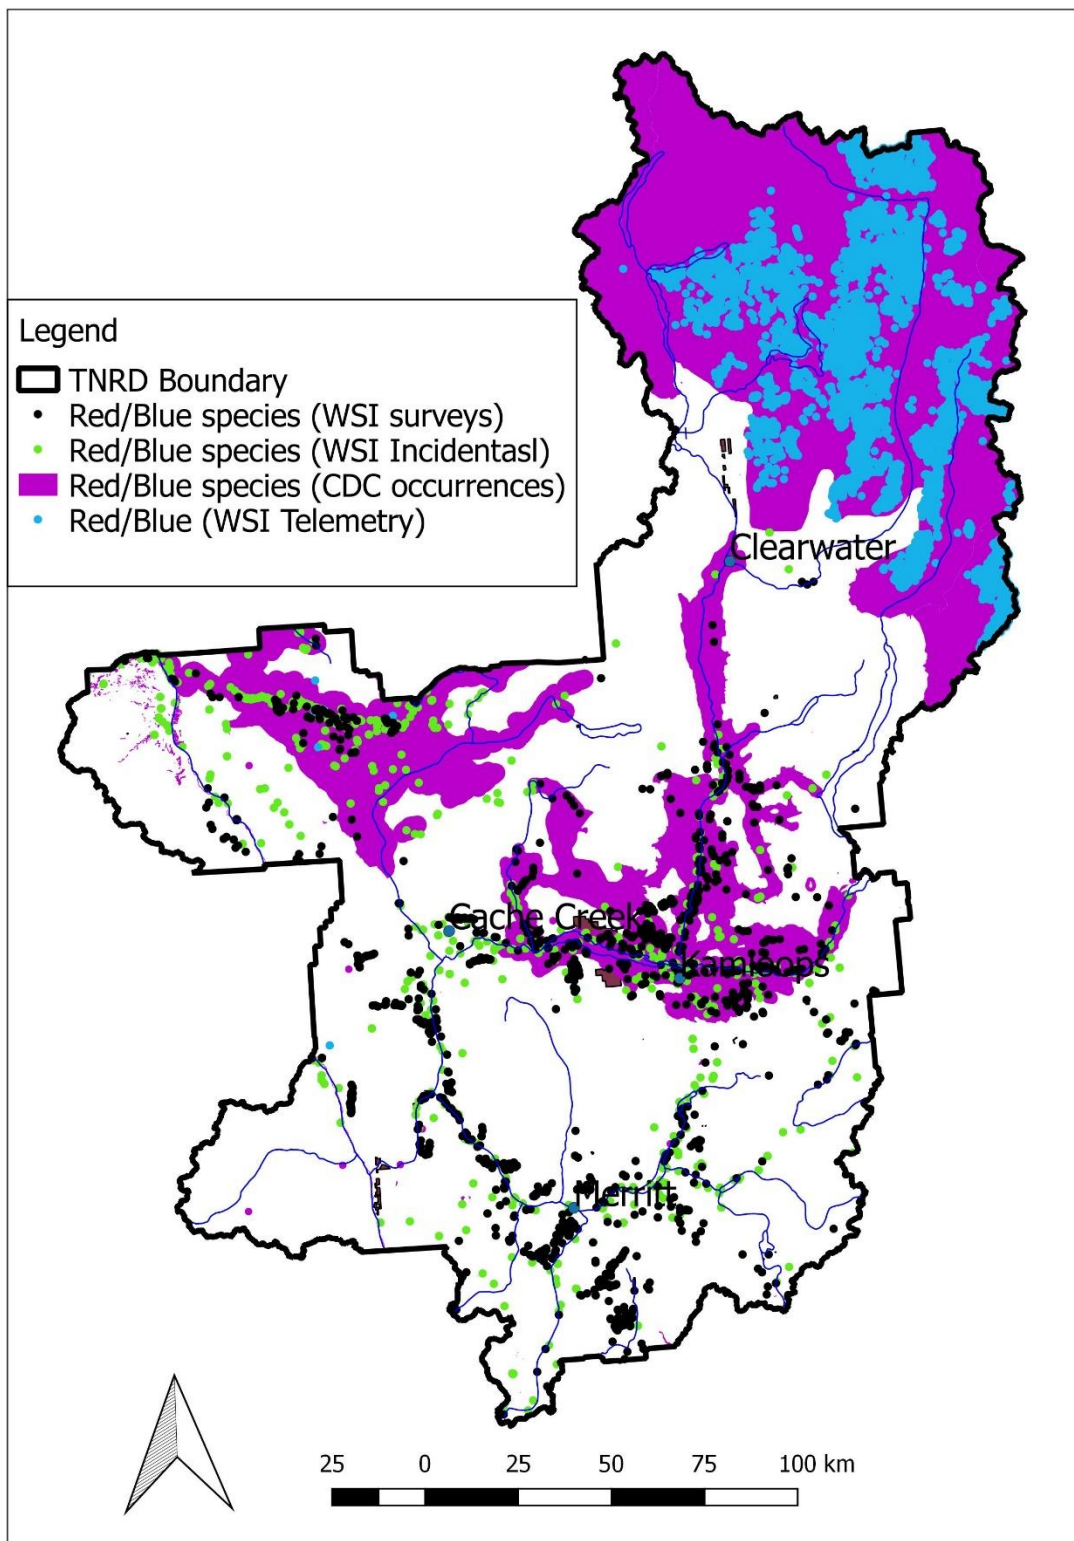 Legend
TNRD Boundary
Red/Blue species (WSI surveys)
Red/Blue species (WSI Incidentasl)
Red/Blue species (CDC occurrences)
Red/Blue (WSI Telemetry)
Clearwater
Cache Creek
Kamloops
Merritt
25 0 25 50 75 100 km